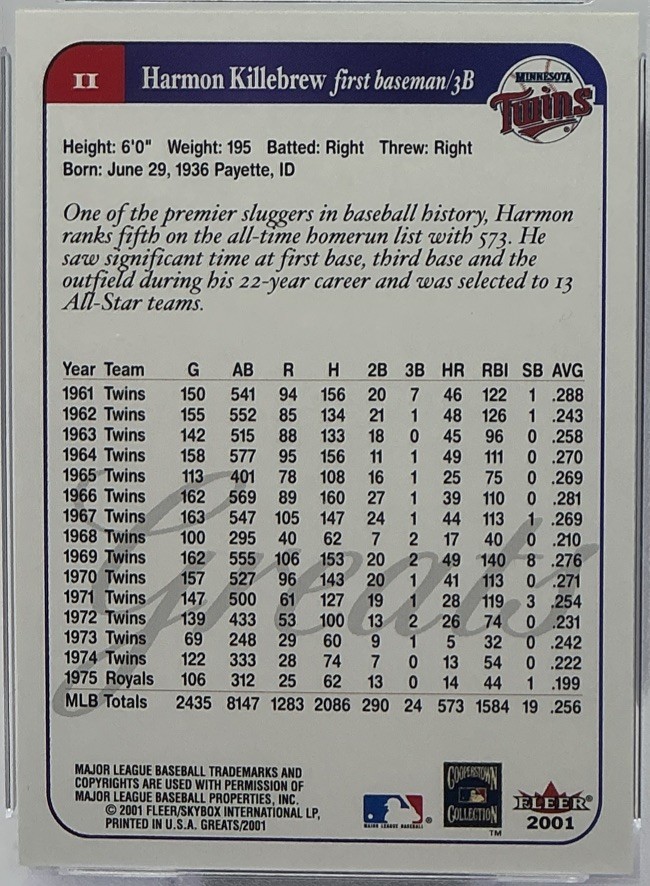 II Harmon Killebrew first baseman/3B
MINNESOTA
Twins
Height: 6'0" Weight: 195 Batted: Right Threw: Right
Born: June 29, 1936 Payette, ID
One of the premier sluggers in baseball history, Harmon
ranks fifth on the all-time homerun list with 573. He
saw significant time at first base, third base and the
outfield during his 22-year career and was selected to 13
All-Star teams.
Year Team G AB R H 2B 3B HR RBI SB AVG
1961 Twins 150 541 94 156 20 7 46 122 1 .288
1962 Twins 155 552 85 134 21 1 48 126 1 .243
1963 Twins 142 515 88 133 18 0 45 96 0 .258
1964 Twins 158 577 95 156 11 1 49 111 0 .270
1965 Twins 113 401 78 108 16 1 25 75 0 .269
1966 Twins 162 569 89 160 27 1 39 110 0 .281
1967 Twins 163 547 105 147 24 1 44 113 1 .269
1968 Twins 100 295 40 62 7 2 17 40 0 .210
1969 Twins 162 555 106 153 20 2 49 140 8 .276
1970 Twins 157 527 96 143 20 1 41 113 0 .271
1971 Twins 147 500 61 127 19 1 28 119 3 .254
1972 Twins 139 433 53 100 13 2 26 74 0 .231
1973 Twins 69 248 29 60 9 1 5 32 0 .242
1974 Twins 122 333 28 74 7 0 13 54 0 .222
1975 Royals 106 312 25 62 13 0 14 44 1 .199
MLB Totals 2435 8147 1283 2086 290 24 573 1584 19 .256
Greats
MAJOR LEAGUE BASEBALL TRADEMARKS AND
COPYRIGHTS ARE USED WITH PERMISSION OF
MAJOR LEAGUE BASEBALL PROPERTIES, INC.
© 2001 FLEER/SKYBOX INTERNATIONAL LP,
PRINTED IN U.S.A. GREATS/2001
MAJOR LEAGUE BASEBALL ®
COOPERSTOWN
COLLECTION
TM
FLEER
2001